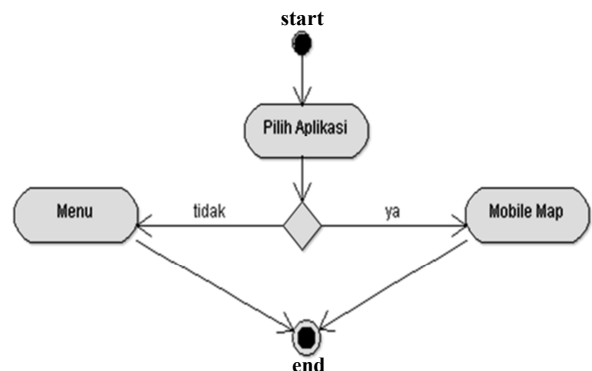 start
Pilih Aplikasi
Menu
tidak
ya
Mobile Map
end